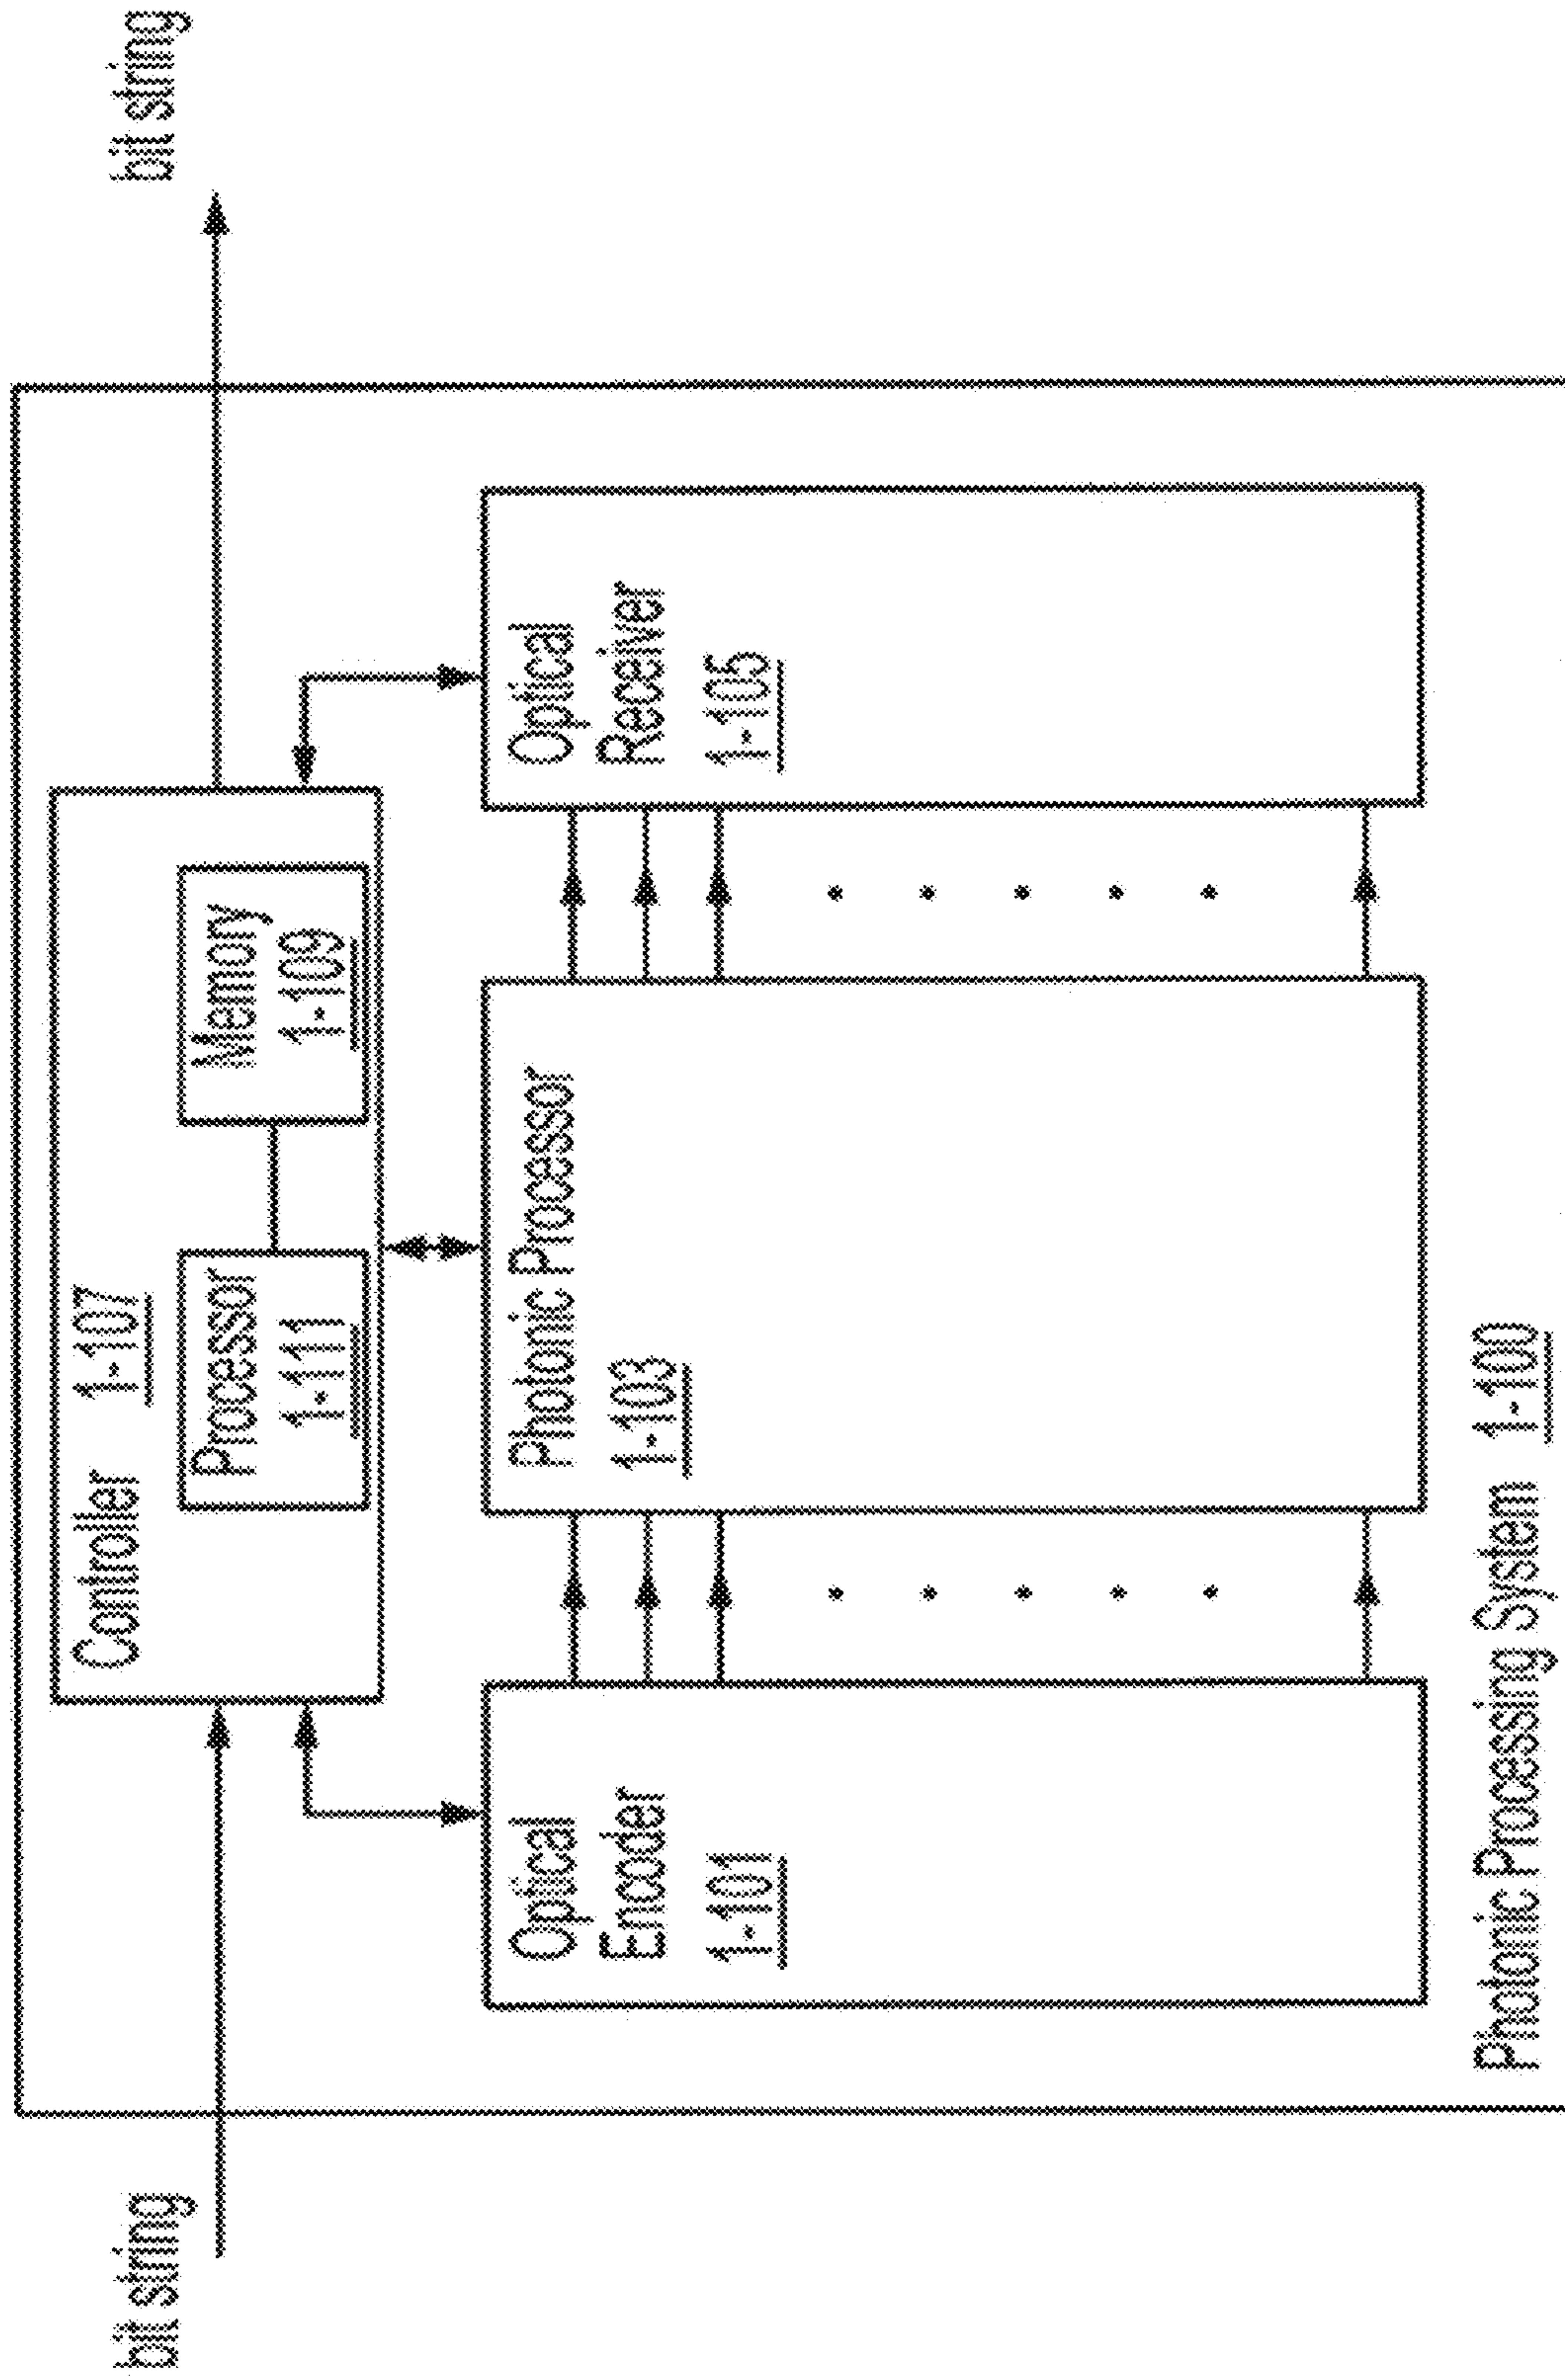 bit string
bit string
Controller 1-107
Processor
1-111
Memory
1-109
Optical
Encoder
1-101
Photonic Processor
1-103
Optical
Receiver
1-105
Photonic Processing System 1-100